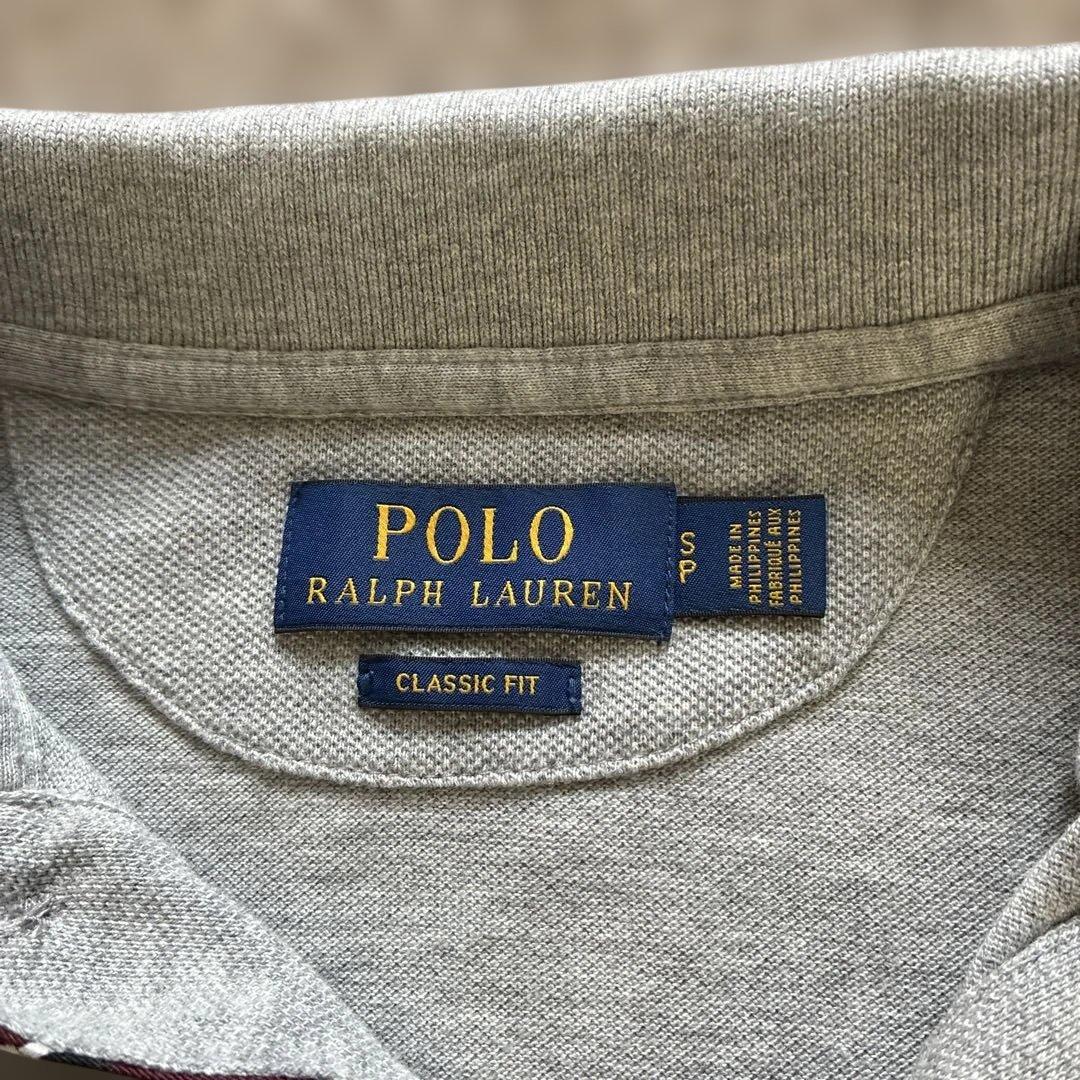 POLO
RALPH LAUREN
S
P
MADE IN
PHILIPPINES
FABRIQUÉ AUX
PHILIPPINES
CLASSIC FIT